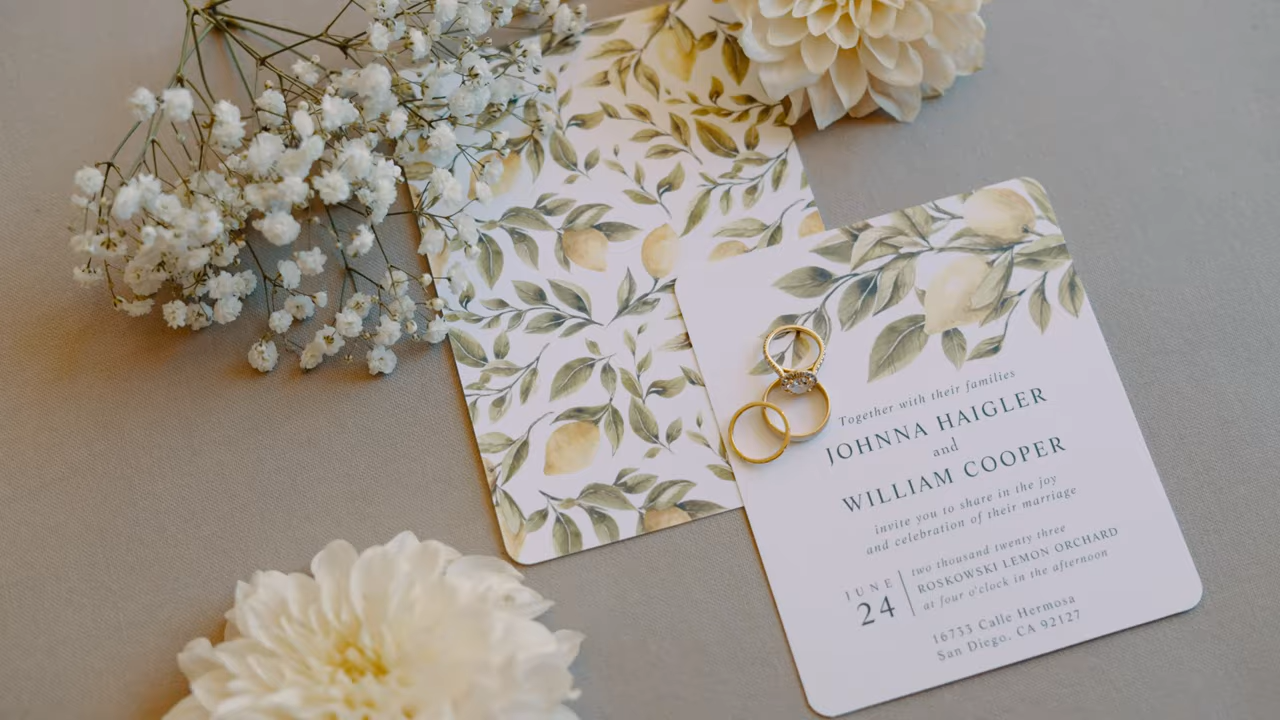 Together with their families
JOHNNA HAIGLER
and
WILLIAM COOPER
invite you to share in the joy
and celebration of their marriage
JUNE
24
two thousand twenty three
ROSKOWSKI LEMON ORCHARD
at four o'clock in the afternoon
16733 Calle Hermosa
San Diego, CA 92127